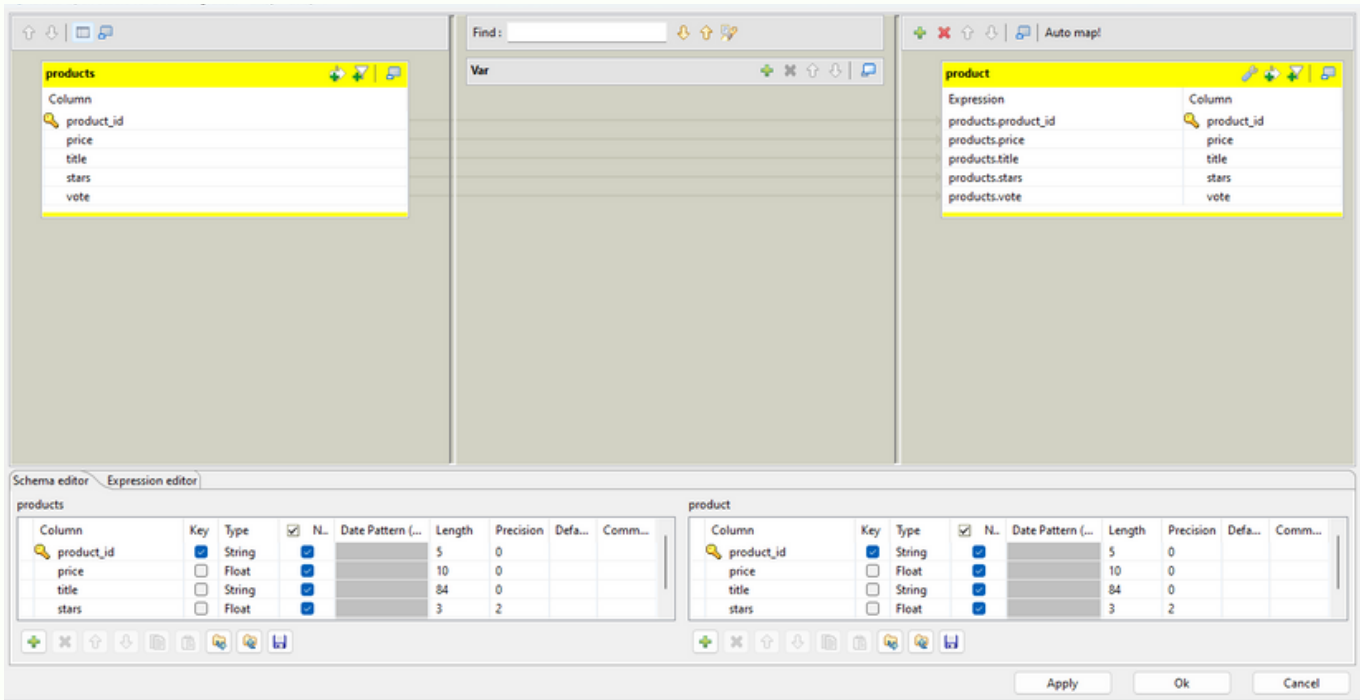 Find :
Auto map!
products
Column
product_id
price
title
stars
vote
Var
product
Expression Column
products.product_id product_id
products.price price
products.title title
products.stars stars
products.vote vote
Schema editor Expression editor
products
Column Key Type N... Date Pattern (... Length Precision Defa... Comm...
product_id String 5 0
price Float 10 0
title String 84 0
stars Float 3 2
product
Column Key Type N... Date Pattern (... Length Precision Defa... Comm...
product_id String 5 0
price Float 10 0
title String 84 0
stars Float 3 2
Apply Ok Cancel